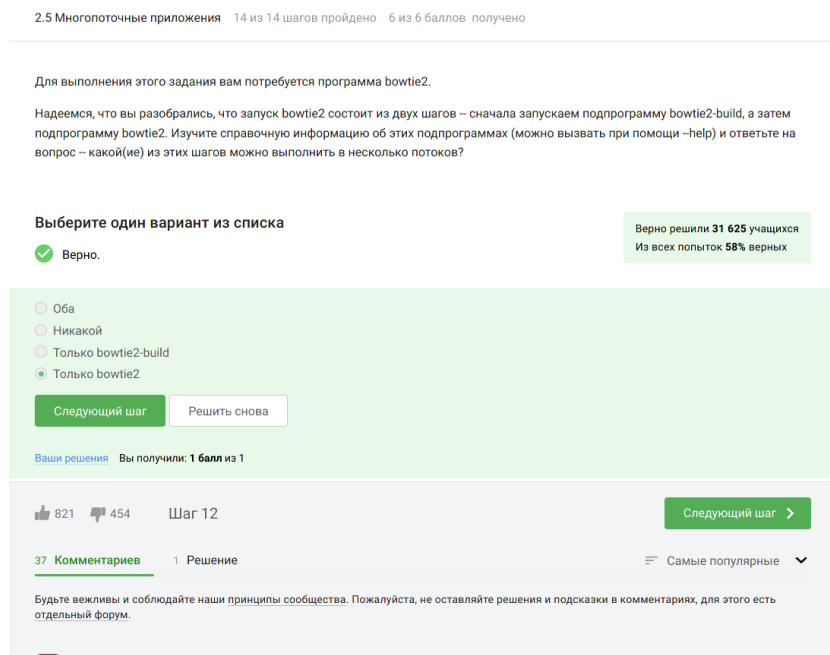 2.5 Многопоточные приложения 14 из 14 шагов пройдено 6 из 6 баллов получено
Для выполнения этого задания вам потребуется программа bowtie2.
Надеемся, что вы разобрались, что запуск bowtie2 состоит из двух шагов -- сначала запускаем подпрограмму bowtie2-build, а затем
подпрограмму bowtie2. Изучите справочную информацию об этих подпрограммах (можно вызвать при помощи --help) и ответьте на
вопрос -- какой(ие) из этих шагов можно выполнить в несколько потоков?
Выберите один вариант из списка
Верно.
Верно решили 31 625 учащихся
Из всех попыток 58% верных
Оба
Никакой
Только bowtie2-build
Только bowtie2
Следующий шаг Решить снова
Ваши решения Вы получили: 1 балл из 1
821 454 Шаг 12 Следующий шаг
37 Комментариев 1 Решение Самые популярные
Будьте вежливы и соблюдайте наши принципы сообщества. Пожалуйста, не оставляйте решения и подсказки в комментариях, для этого есть
отдельный форум.